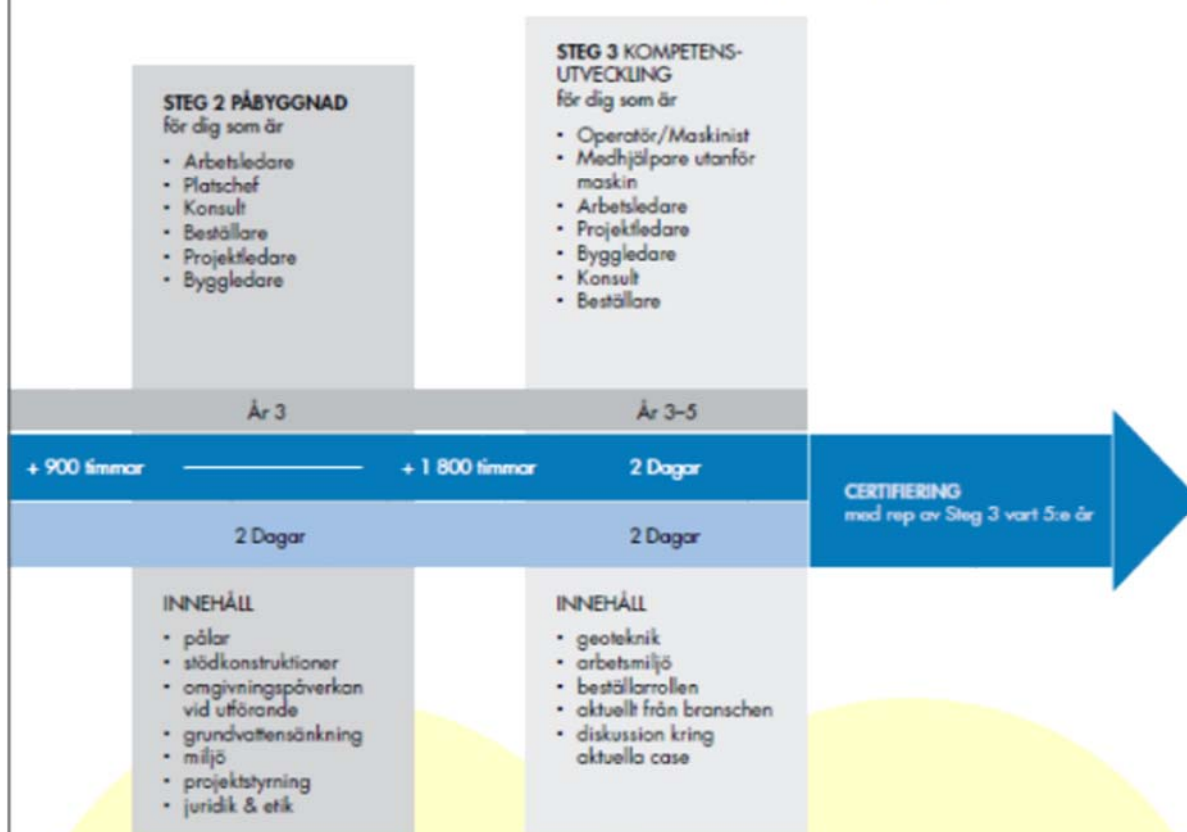 STEG 2 PÅBYGGNAD
för dig som är
• Arbetsledare
• Platschef
• Konsult
• Beställare
• Projektledare
• Byggledare
STEG 3 KOMPETENS-
UTVECKLING
för dig som är
• Operatör/Maskinist
• Medhjälpare utanför
maskin
• Arbetsledare
• Projektledare
• Byggledare
• Konsult
• Beställare
År 3
År 3–5
+ 900 timmar
+ 1 800 timmar
2 Dagar
CERTIFIERING
med rep av Steg 3 vart 5:e år
2 Dagar
2 Dagar
INNEHÅLL
• pålar
• stödkonstruktioner
• omgivningspåverkan
vid utförande
• grundvattensänkning
• miljö
• projektstyrning
• juridik & etik
INNEHÅLL
• geoteknik
• arbetsmiljö
• beställarrollen
• aktuellt från branschen
• diskussion kring
aktuella case